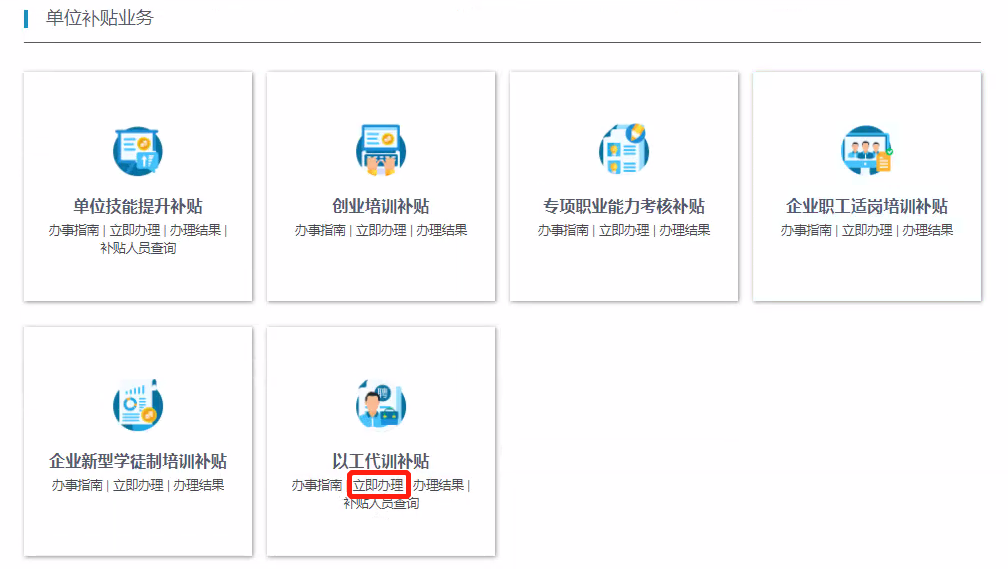 单位补贴业务
单位技能提升补贴
办事指南 | 立即办理 | 办理结果 |
补贴人员查询
创业培训补贴
办事指南 | 立即办理 | 办理结果
专项职业能力考核补贴
办事指南 | 立即办理 | 办理结果
企业职工适岗培训补贴
办事指南 | 立即办理 | 办理结果
企业新型学徒制培训补贴
办事指南 | 立即办理 | 办理结果
聘
以工代训补贴
办事指南 | 立即办理 | 办理结果 |
补贴人员查询